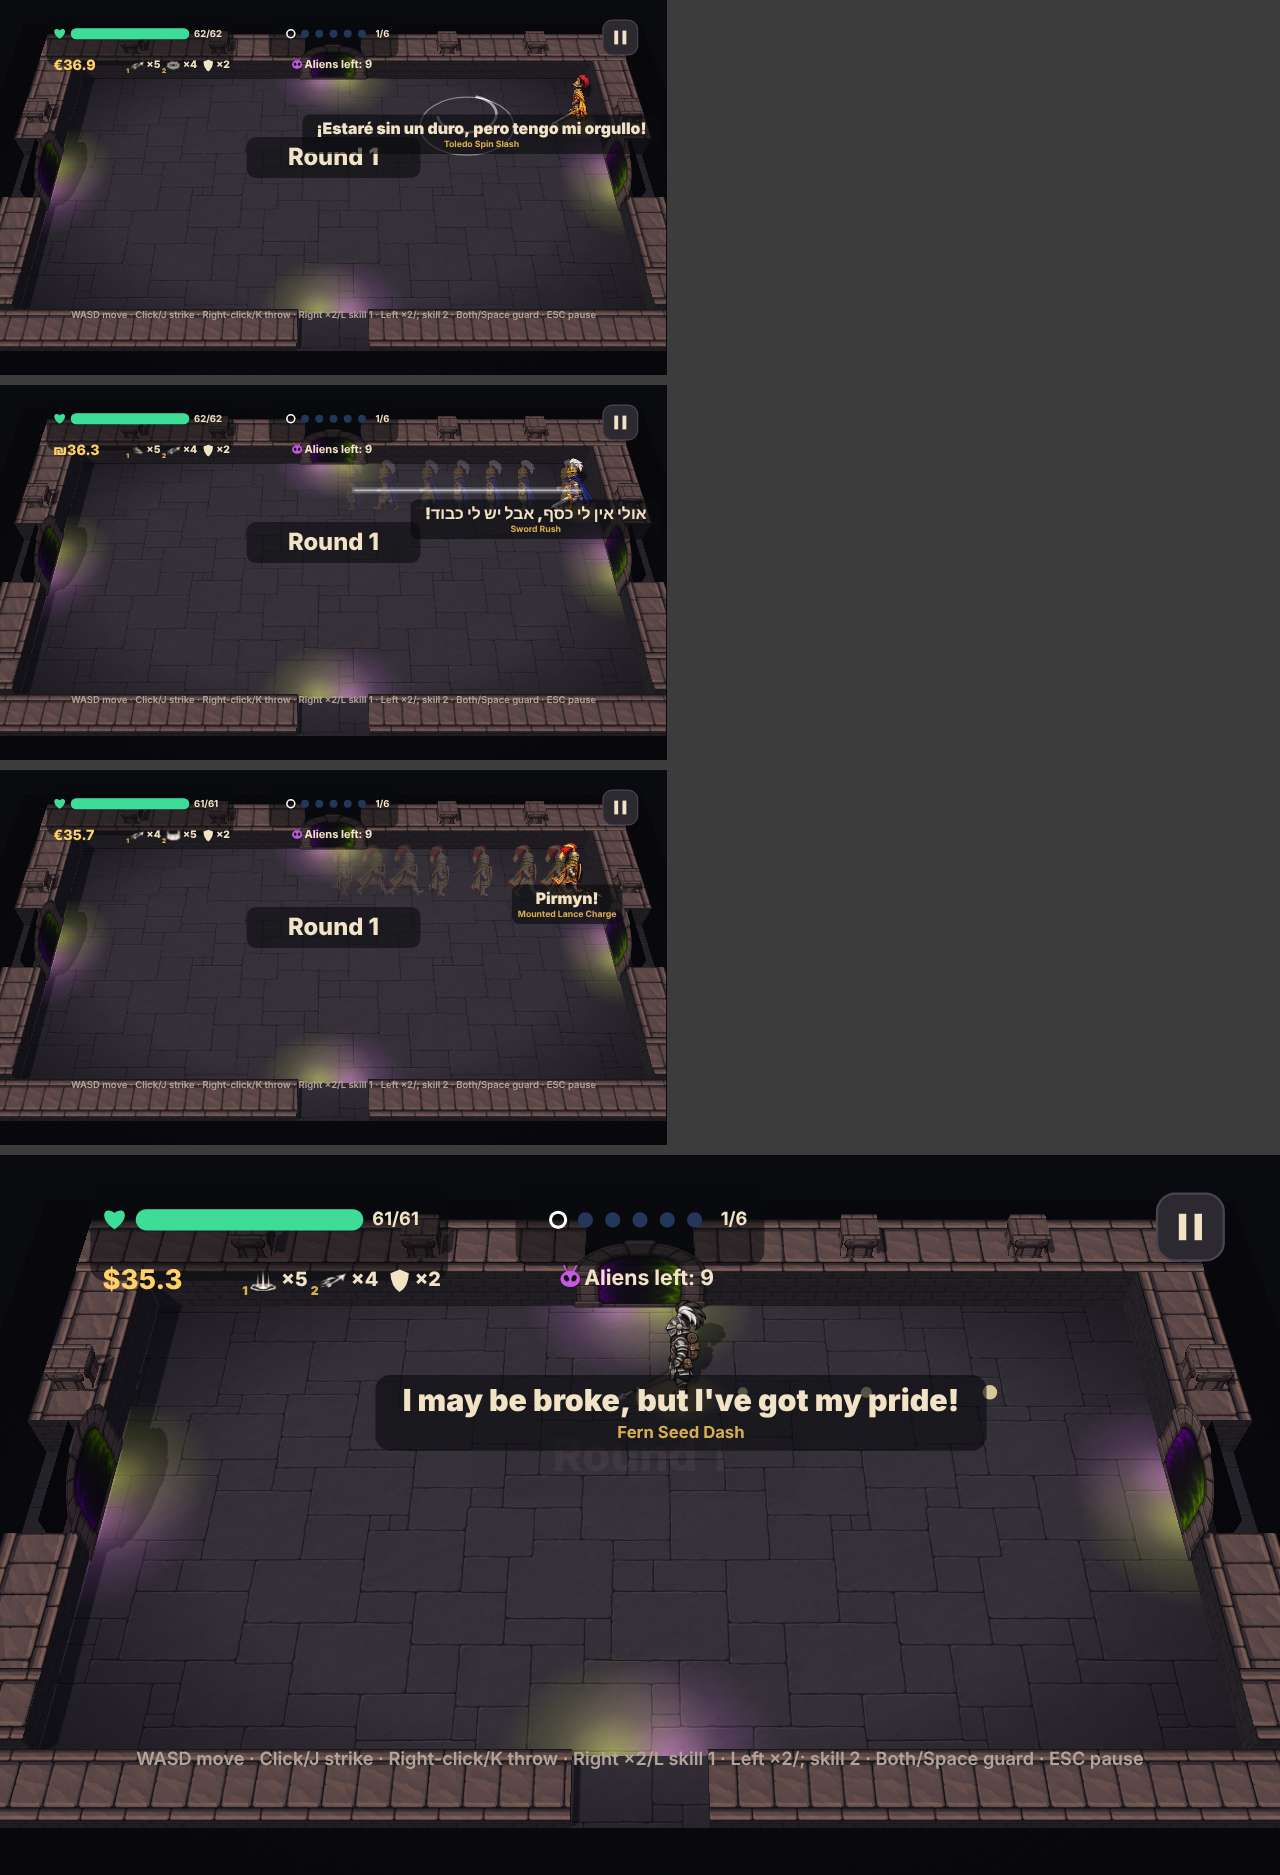 62/62
1/6
€36.9
1 ×5 2 ×4 ×2
Aliens left: 9
¡Estaré sin un duro, pero tengo mi orgullo!
Toledo Spin Slash
Round 1
WASD move · Click/J strike · Right-click/K throw · Right ×2/L skill 1 · Left ×2/; skill 2 · Both/Space guard · ESC pause
62/62
1/6
₪36.3
1 ×5 2 ×4 ×2
Aliens left: 9
אולי אין לי כסף, אבל יש לי כבוד!
Sword Rush
Round 1
WASD move · Click/J strike · Right-click/K throw · Right ×2/L skill 1 · Left ×2/; skill 2 · Both/Space guard · ESC pause
61/61
1/6
€35.7
1 ×4 2 ×5 ×2
Aliens left: 9
Pirmyn!
Mounted Lance Charge
Round 1
WASD move · Click/J strike · Right-click/K throw · Right ×2/L skill 1 · Left ×2/; skill 2 · Both/Space guard · ESC pause
61/61
1/6
$35.3
1 ×5 2 ×4 ×2
Aliens left: 9
I may be broke, but I've got my pride!
Fern Seed Dash
Round 1
WASD move · Click/J strike · Right-click/K throw · Right ×2/L skill 1 · Left ×2/; skill 2 · Both/Space guard · ESC pause